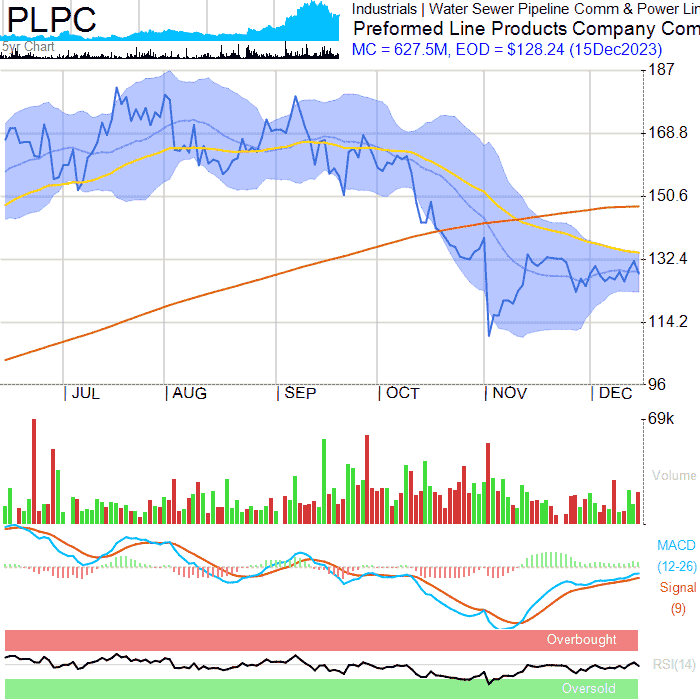 PLPC
5yr Chart
Industrials | Water Sewer Pipeline Comm & Power Lin
Preformed Line Products Company Com
MC = 627.5M, EOD = $128.24 (15Dec2023)
187
168.8
150.6
132.4
114.2
96
JUL AUG SEP OCT NOV DEC
69k
Volume
MACD
(12-26)
Signal
(9)
Overbought
RSI(14)
Oversold